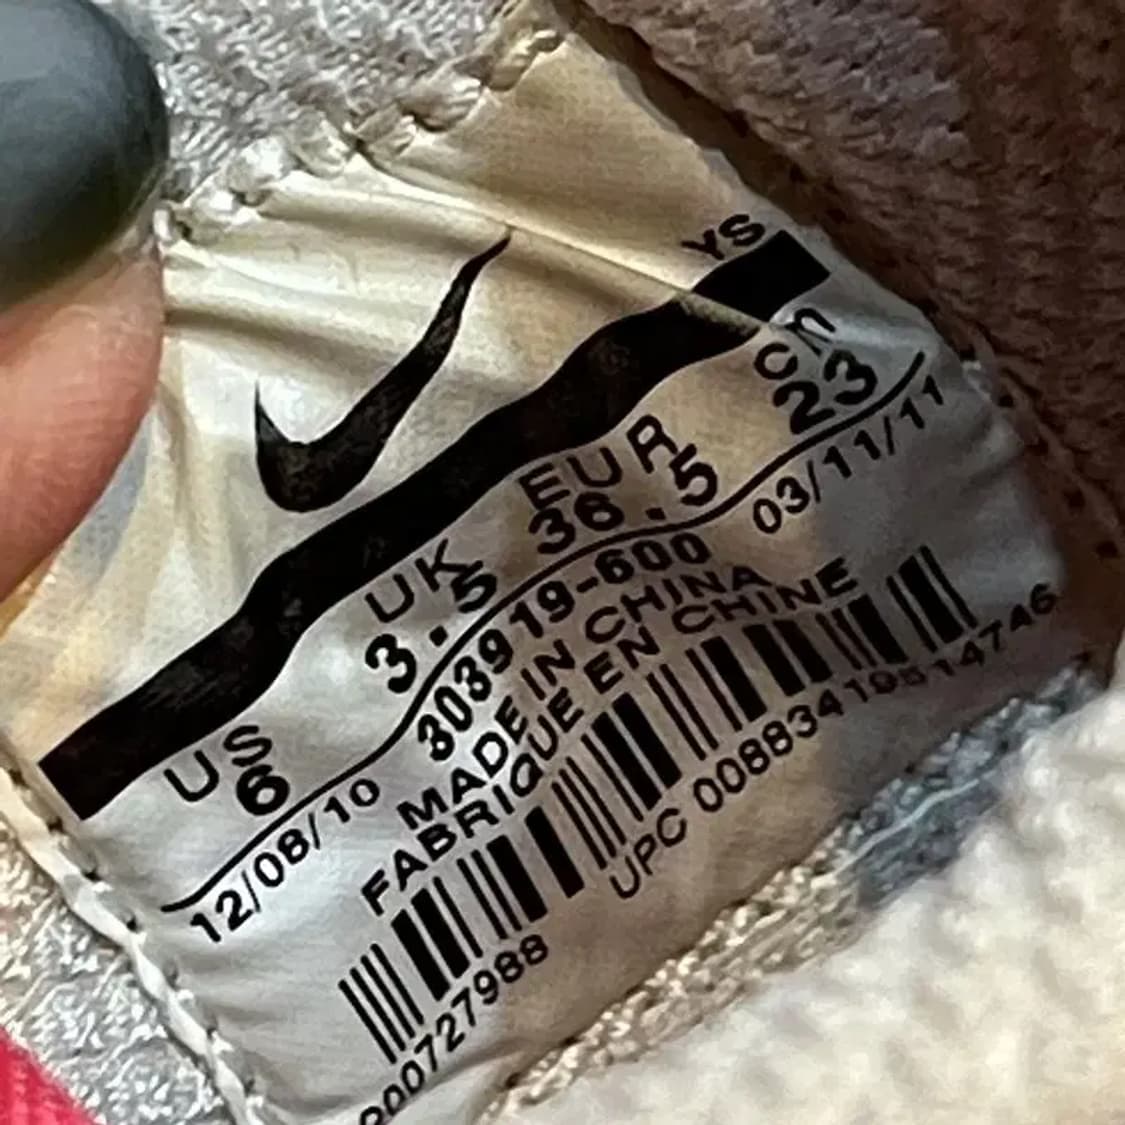 YS
US UK EUR cm
6 3.5 36.5 23
12/08/10 303919-600 03/11/11
MADE IN CHINA
FABRIQUE EN CHINE
UPC 00883419514746